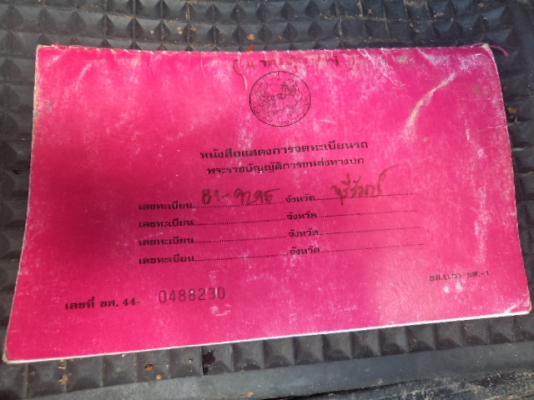 หนังสือแสดงการจดทะเบียนรถ
พระราชบัญญัติการขนส่งทางบก
เลขทะเบียน 81- จังหวัด บุรีรัมย์
เลขทะเบียน จังหวัด
เลขทะเบียน จังหวัด
เลขทะเบียน จังหวัด
เลขที่ ขส. 44- 0488230